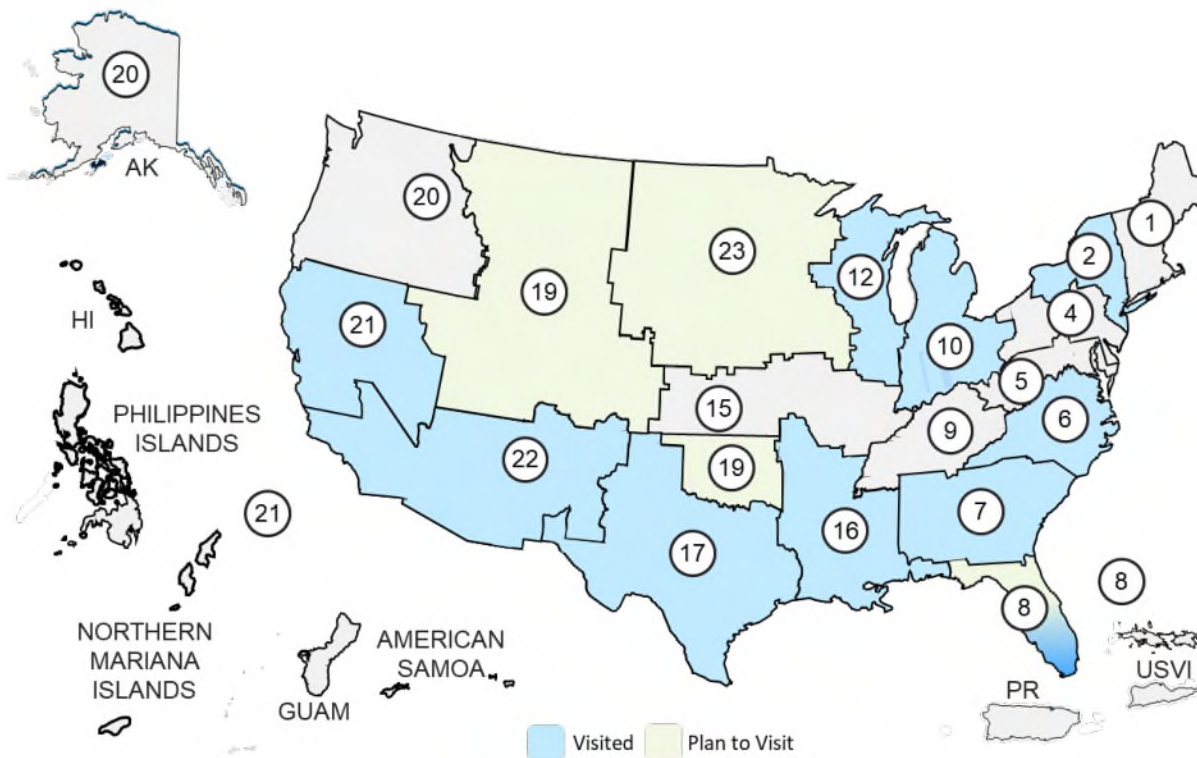 20
AK
20
19
23
12
10
2
1
4
5
6
9
7
HI
21
15
19
22
17
16
PHILIPPINES
ISLANDS
21
8
8
NORTHERN
MARIANA
ISLANDS
GUAM
AMERICAN
SAMOA
PR
USVI
Visited
Plan to Visit